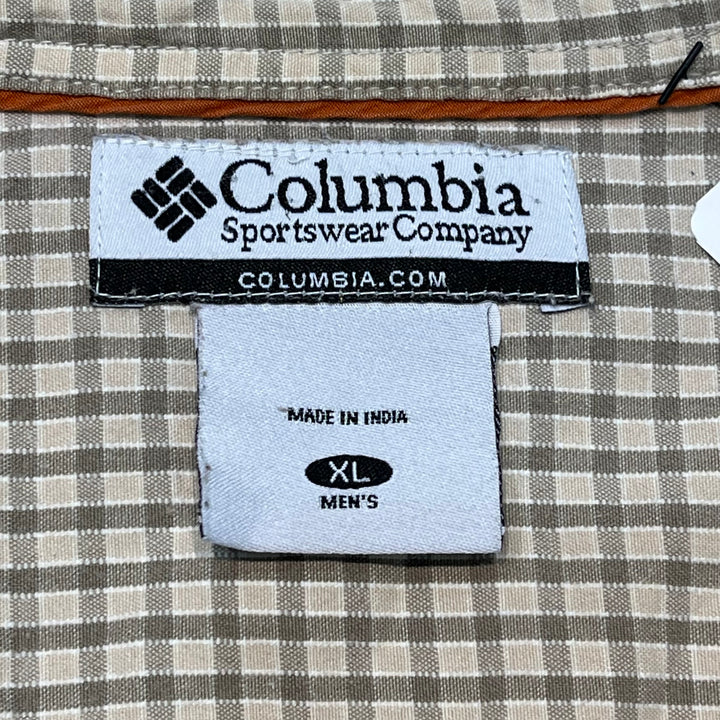 Columbia
Sportswear Company
COLUMBIA.COM
MADE IN INDIA
XL
MEN'S